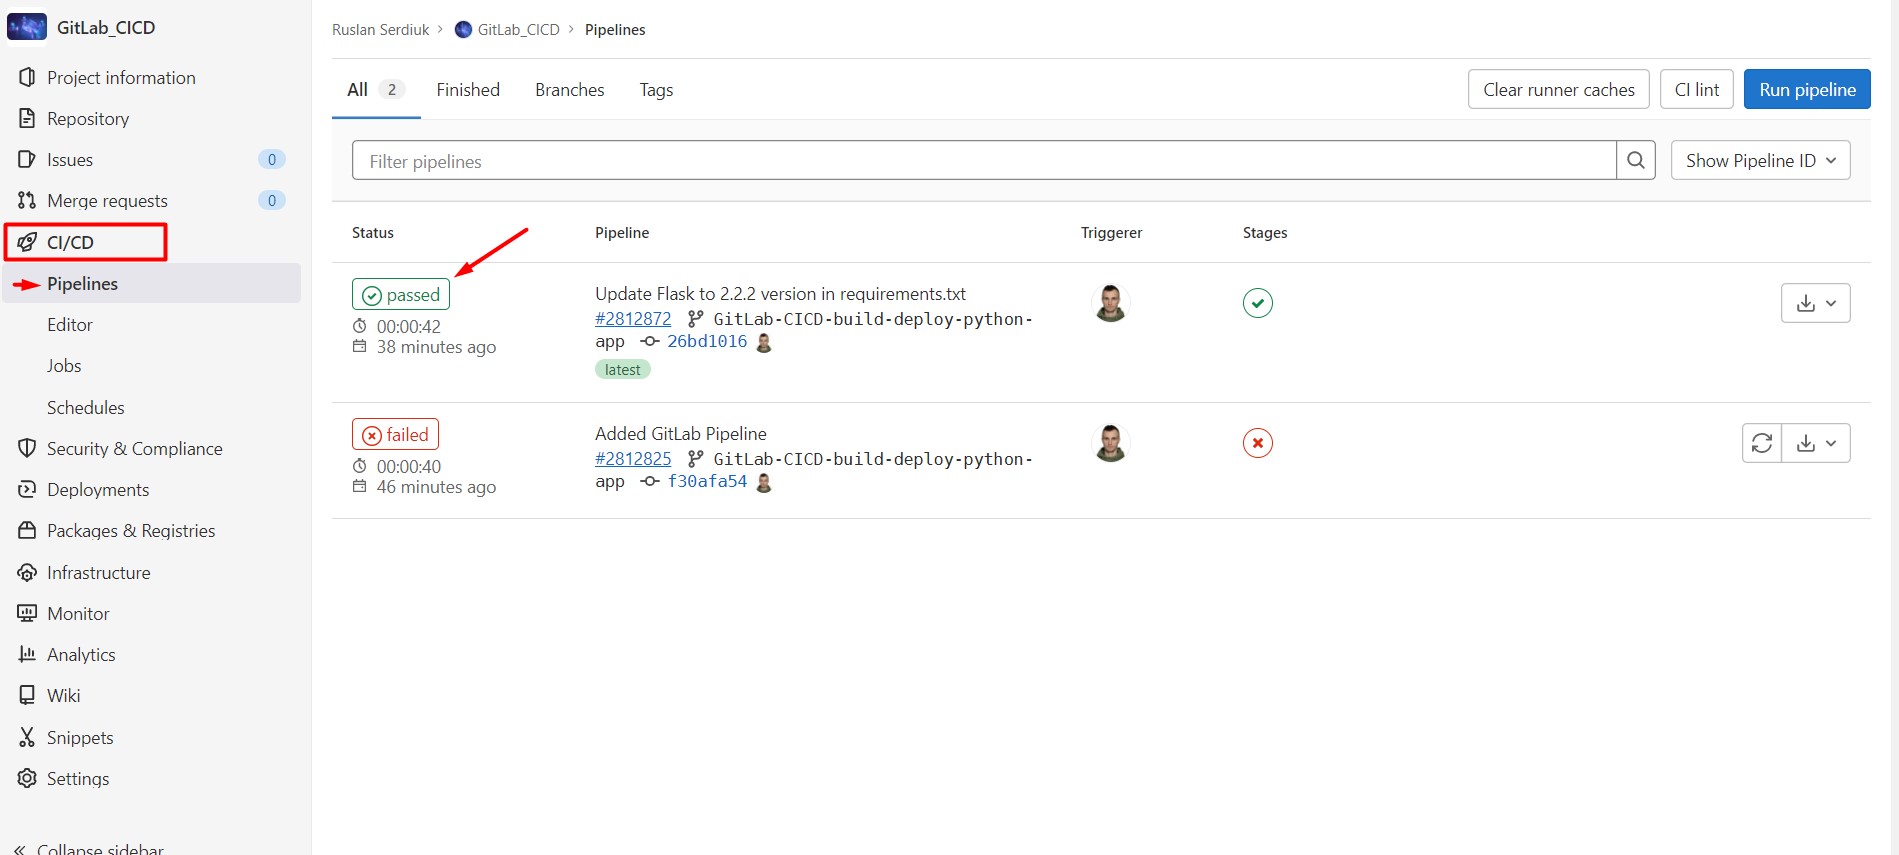 GitLab_CICD
Project information
Repository
Issues 0
Merge requests 0
CI/CD
Pipelines
Editor
Jobs
Schedules
Security & Compliance
Deployments
Packages & Registries
Infrastructure
Monitor
Analytics
Wiki
Snippets
Settings
Collapse sidebar
Ruslan Serdiuk > GitLab_CICD > Pipelines
All 2 Finished Branches Tags
Clear runner caches CI lint Run pipeline
Filter pipelines Show Pipeline ID
Status Pipeline Triggerer Stages
passed
00:00:42
38 minutes ago
Update Flask to 2.2.2 version in requirements.txt
#2812872 GitLab-CICD-build-deploy-python-
app 26bd1016
latest
failed
00:00:40
46 minutes ago
Added GitLab Pipeline
#2812825 GitLab-CICD-build-deploy-python-
app f30afa54